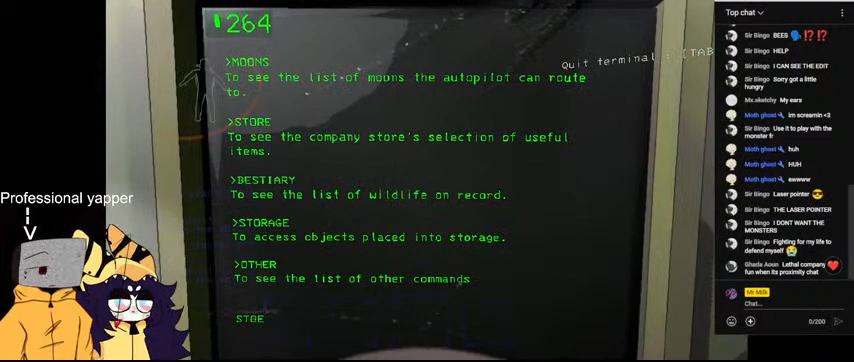 264
>MOONS
To see the list of moons the autopilot can route
to.
>STORE
To see the company store's selection of useful
items.
>BESTIARY
To see the list of wildlife on record.
>STORAGE
To access objects placed into storage.
>OTHER
To see the list of other commands
STOE
Quit terminal : [TAB
Professional yapper
Top chat
Sir Bingo BEES 🗣️⁉️⁉️
Sir Bingo HELP
Sir Bingo I CAN SEE THE EDIT
Sir Bingo Sorry got a little
hungry
Mx.sketchy My ears
Moth ghost Im screamin <3
Sir Bingo Use it to play with the
monster fr
Moth ghost huh
Moth ghost HUH
Moth ghost ewwww
Sir Bingo Laser pointer 😎
Sir Bingo THE LASER POINTER
Sir Bingo I DONT WANT THE
MONSTERS
Sir Bingo Fighting for my life to
defend myself 😭
Ghada Aoun Lethal company
fun when its proximity chat
Mr Milk
Chat...
0/200